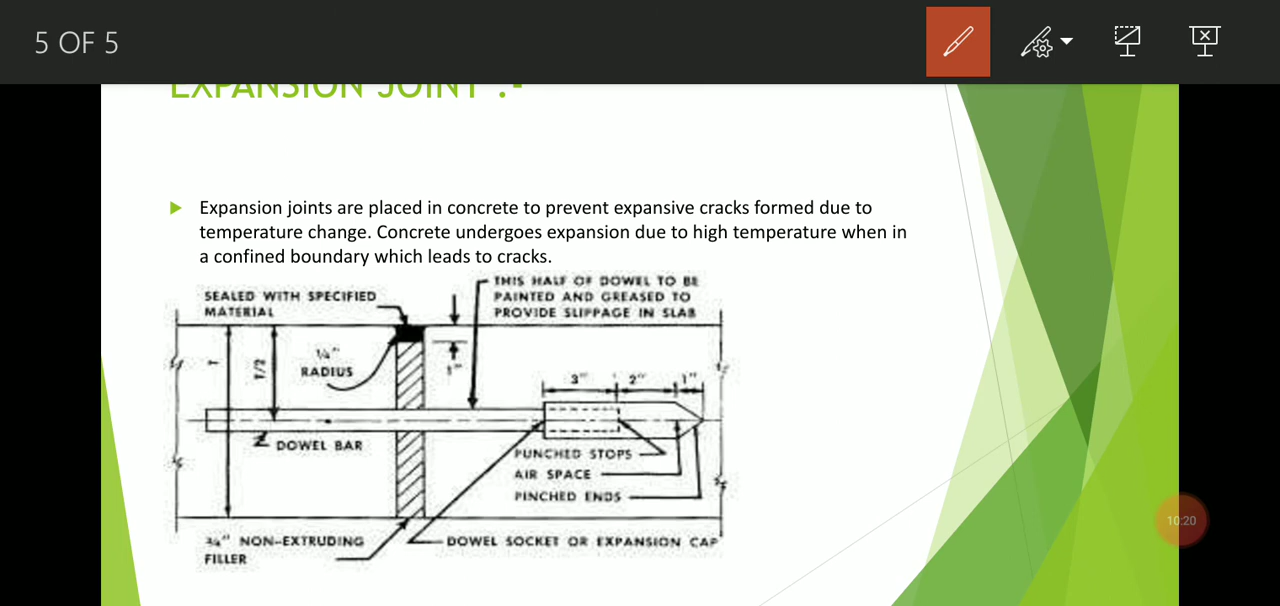 5 OF 5
EXPANSION JOINT :-
Expansion joints are placed in concrete to prevent expansive cracks formed due to
temperature change. Concrete undergoes expansion due to high temperature when in
a confined boundary which leads to cracks.
THIS HALF OF DOWEL TO BE
PAINTED AND GREASED TO
PROVIDE SLIPPAGE IN SLAB
SEALED WITH SPECIFIED
MATERIAL
1/4"
RADIUS
T
T/2
1"
3" 2" 1"
DOWEL BAR
PUNCHED STOPS
AIR SPACE
PINCHED ENDS
3/4" NON-EXTRUDING
FILLER
DOWEL SOCKET OR EXPANSION CAP
10:20